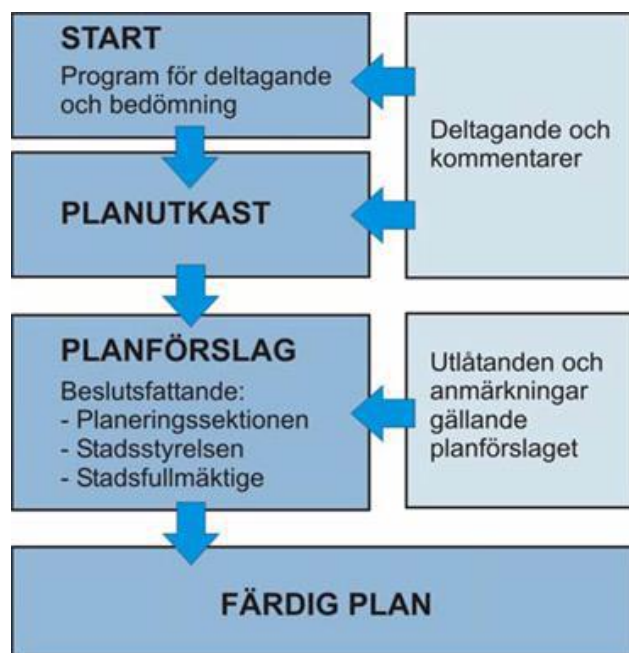 START
Program för deltagande
och bedömning
Deltagande och
kommentarer
PLANUTKAST
PLANFÖRSLAG
Beslutsfattande:
- Planeringssektionen
- Stadsstyrelsen
- Stadsfullmäktige
Utlåtanden och
anmärkningar
gällande
planförslaget
FÄRDIG PLAN